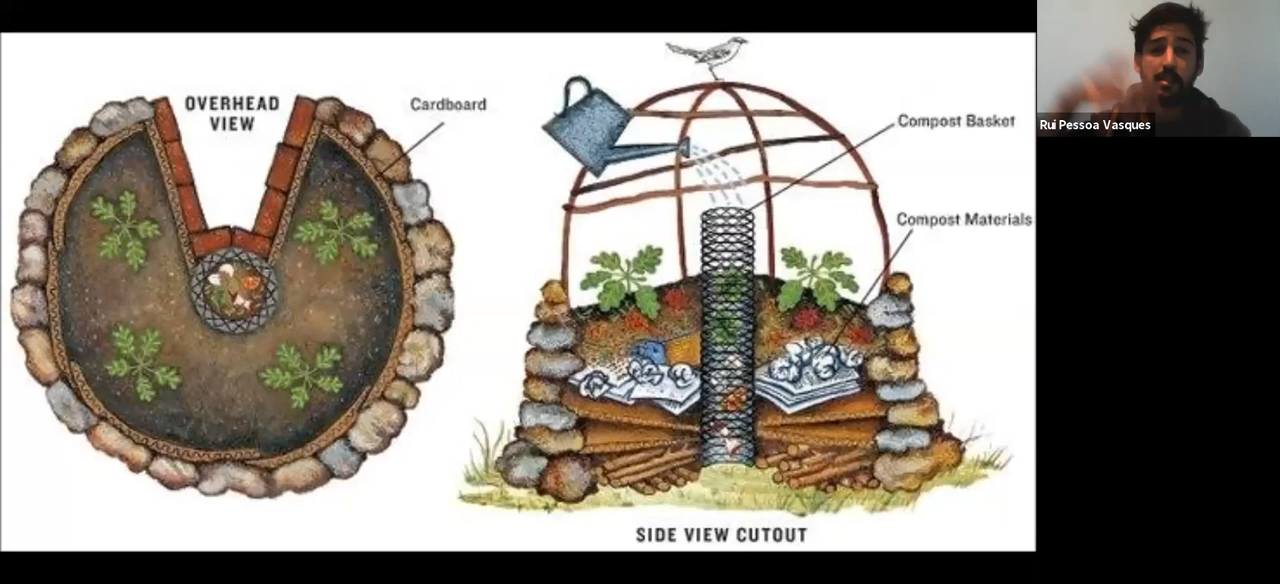 OVERHEAD
VIEW
Cardboard
Compost Basket
Compost Materials
SIDE VIEW CUTOUT
Rui Pessoa Vasques